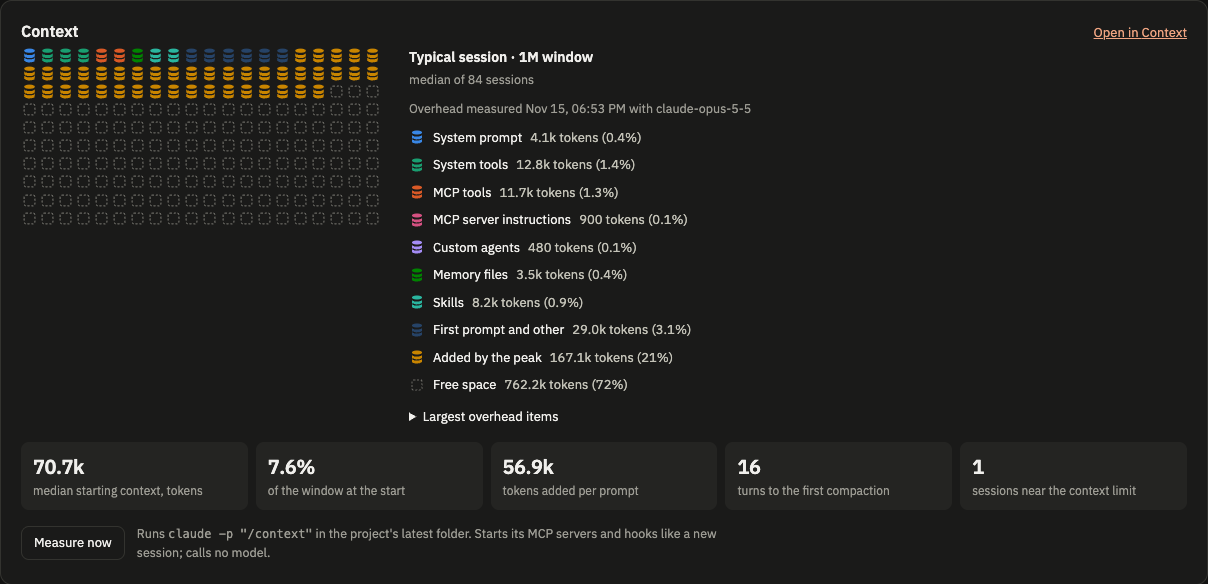 Context
Open in Context
Typical session · 1M window
median of 84 sessions
Overhead measured Nov 15, 06:53 PM with claude-opus-5-5
System prompt 4.1k tokens (0.4%)
System tools 12.8k tokens (1.4%)
MCP tools 11.7k tokens (1.3%)
MCP server instructions 900 tokens (0.1%)
Custom agents 480 tokens (0.1%)
Memory files 3.5k tokens (0.4%)
Skills 8.2k tokens (0.9%)
First prompt and other 29.0k tokens (3.1%)
Added by the peak 167.1k tokens (21%)
Free space 762.2k tokens (72%)
Largest overhead items
70.7k
median starting context, tokens
7.6%
of the window at the start
56.9k
tokens added per prompt
16
turns to the first compaction
1
sessions near the context limit
Measure now
Runs claude -p "/context" in the project's latest folder. Starts its MCP servers and hooks like a new
session; calls no model.